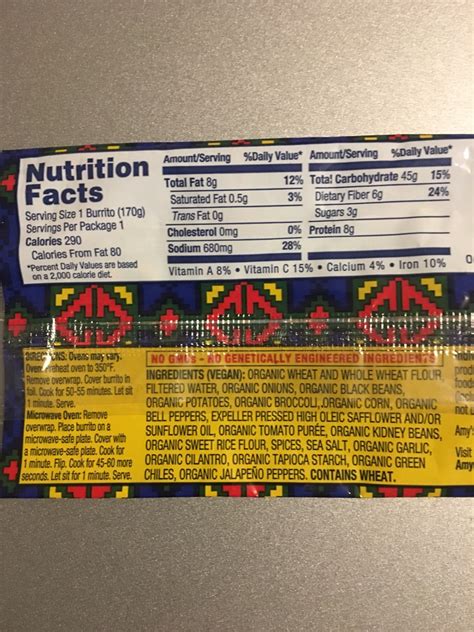 Nutrition
Facts
Serving Size 1 Burrito (170g)
Servings Per Package 1
Calories 290
Calories From Fat 80
*Percent Daily Values are based
on a 2,000 calorie diet.
Amount/Serving %Daily Value*
Total Fat 8g 12%
Saturated Fat 0.5g 3%
Trans Fat 0g
Cholesterol 0mg 0%
Sodium 680mg 28%
Amount/Serving %Daily Value*
Total Carbohydrate 45g 15%
Dietary Fiber 6g 24%
Sugars 3g
Protein 8g
Vitamin A 8% • Vitamin C 15% • Calcium 4% • Iron 10%
DIRECTIONS: Ovens may vary.
Oven: Preheat oven to 350°F.
Remove overwrap. Cover burrito in
foil. Cook for 50-55 minutes. Let sit
1 minute. Serve.
Microwave Oven: Remove
overwrap. Place burrito on a
microwave-safe plate. Cover with
a microwave-safe plate. Cook for
1 minute. Flip. Cook for 45-60 more
seconds. Let sit for 1 minute. Serve.
NO GMOs - NO GENETICALLY ENGINEERED INGREDIENTS
INGREDIENTS (VEGAN): ORGANIC WHEAT AND WHOLE WHEAT FLOUR,
FILTERED WATER, ORGANIC ONIONS, ORGANIC BLACK BEANS,
ORGANIC POTATOES, ORGANIC BROCCOLI, ORGANIC CORN, ORGANIC
BELL PEPPERS, EXPELLER PRESSED HIGH OLEIC SAFFLOWER AND/OR
SUNFLOWER OIL, ORGANIC TOMATO PURÉE, ORGANIC KIDNEY BEANS,
ORGANIC SWEET RICE FLOUR, SPICES, SEA SALT, ORGANIC GARLIC,
ORGANIC CILANTRO, ORGANIC TAPIOCA STARCH, ORGANIC GREEN
CHILES, ORGANIC JALAPEÑO PEPPERS. CONTAINS WHEAT.
not
Amy's
Visit
Amy